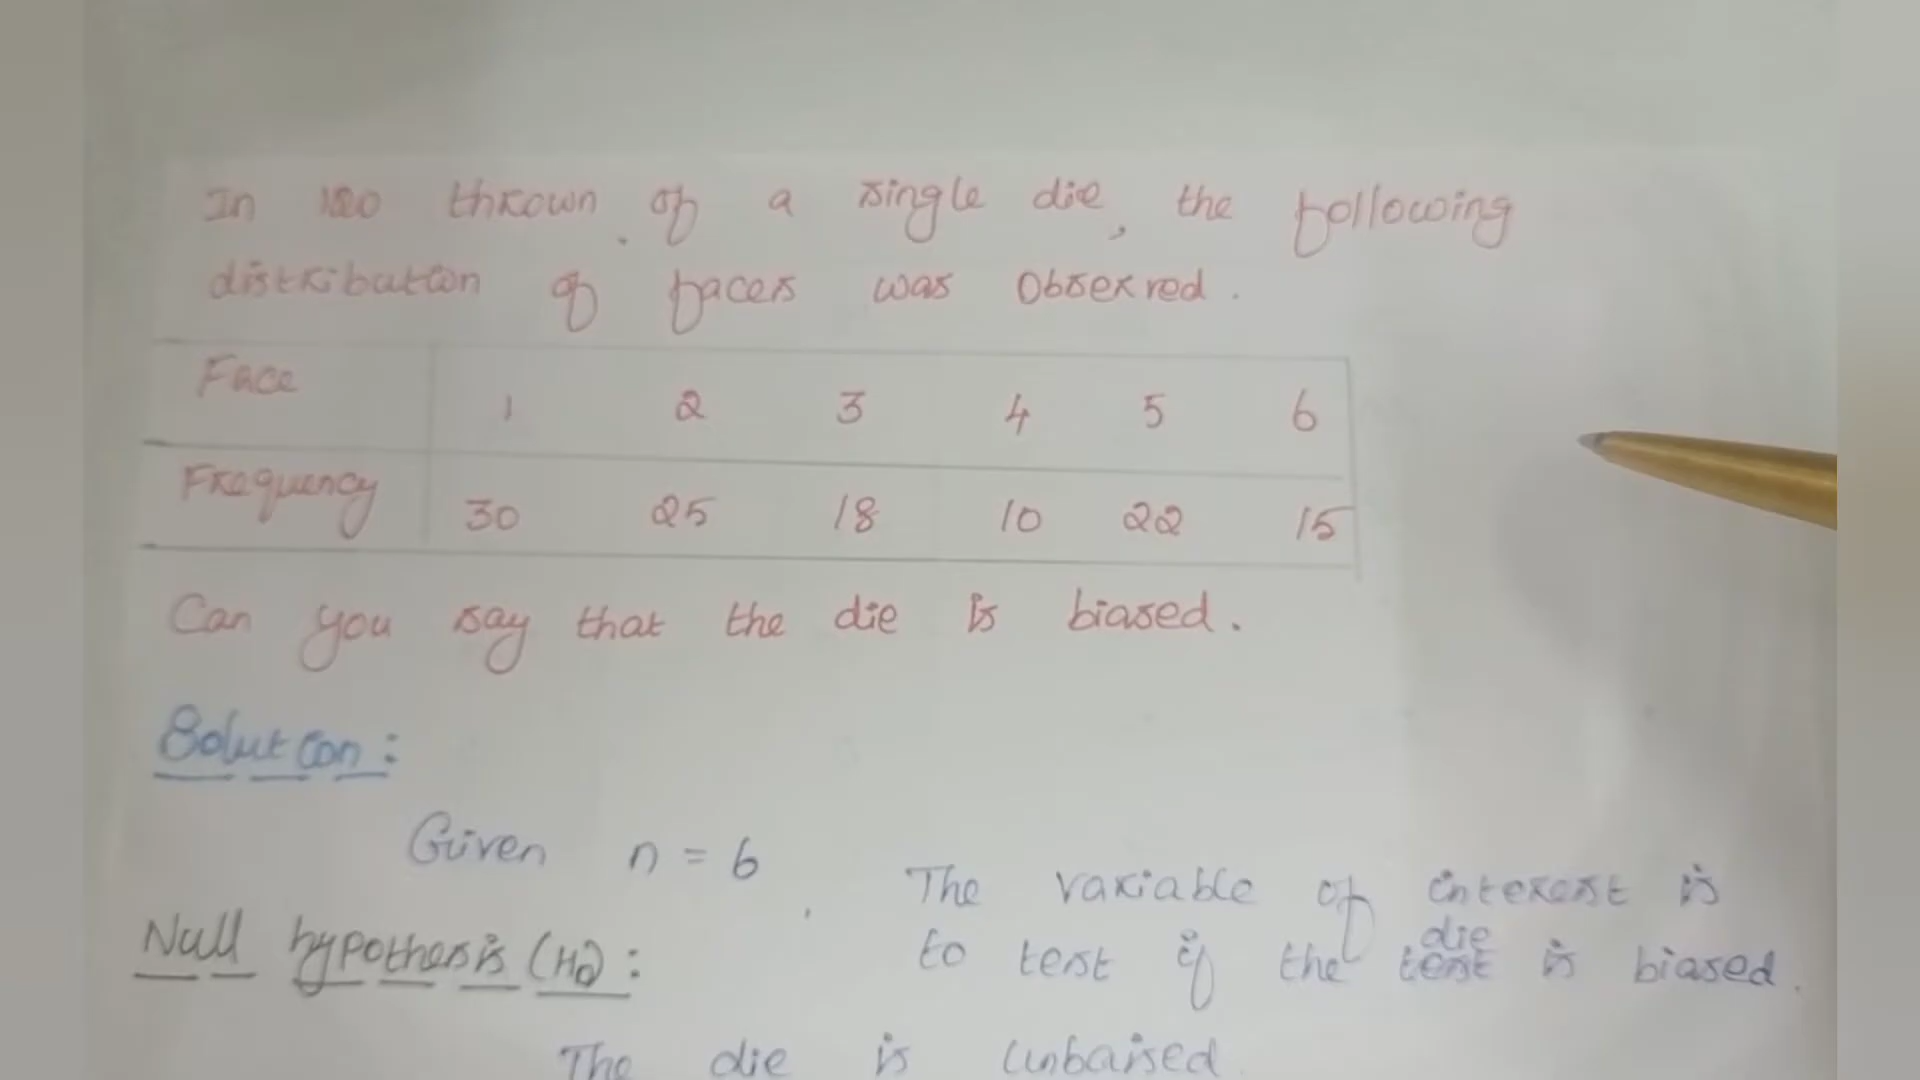 In 120 thrown of a single die, the following
distribution of faces was Observed.
Face 1 2 3 4 5 6
Frequency 30 25 18 10 22 15
Can you say that the die is biased.
Solution:
Given n = 6
The variable of interest is
to test if the test die is biased.
Null hypothesis (H0) :
The die is Unbaised